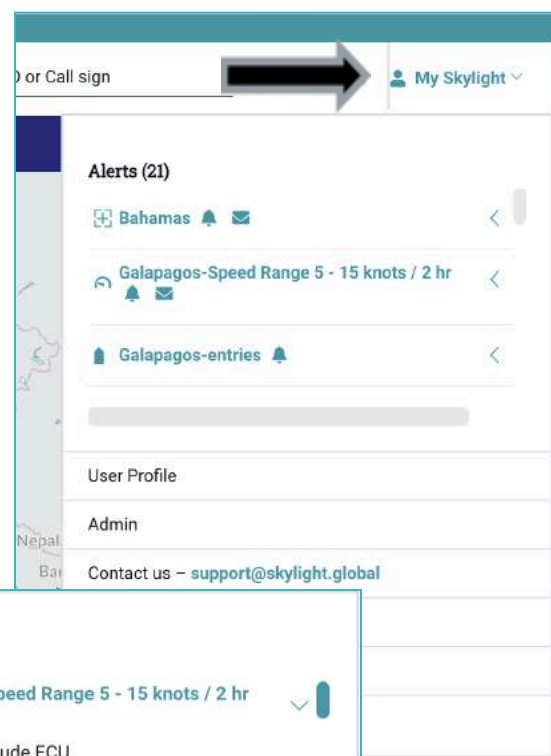 or Call sign
My Skylight
Alerts (21)
Bahamas
Galapagos-Speed Range 5 - 15 knots / 2 hr
Galapagos-entries
User Profile
Admin
Nepal
Contact us – support@skylight.global
Range 5 - 15 knots / 2 hr
ECU